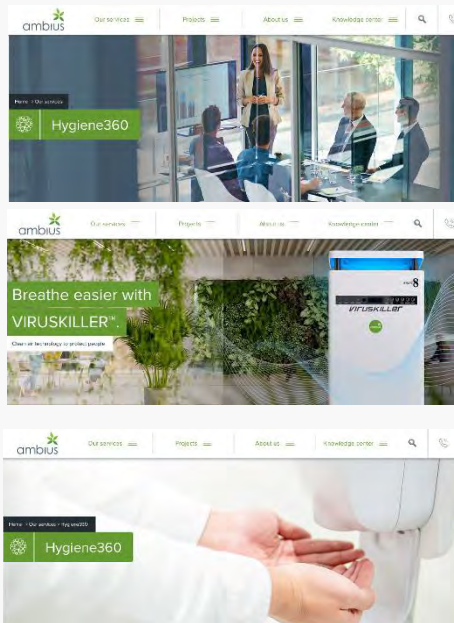 ambius
Our services
Projects
About us
Knowledge center
Home > Our services
Hygiene360
ambius
Our services
Projects
About us
Knowledge center
Breathe easier with
VIRUSKILLER™.
Clean air technology to protect people
8
VIRUSKILLER
ambius
Our services
Projects
About us
Knowledge center
Home > Our services > Hygiene360
Hygiene360